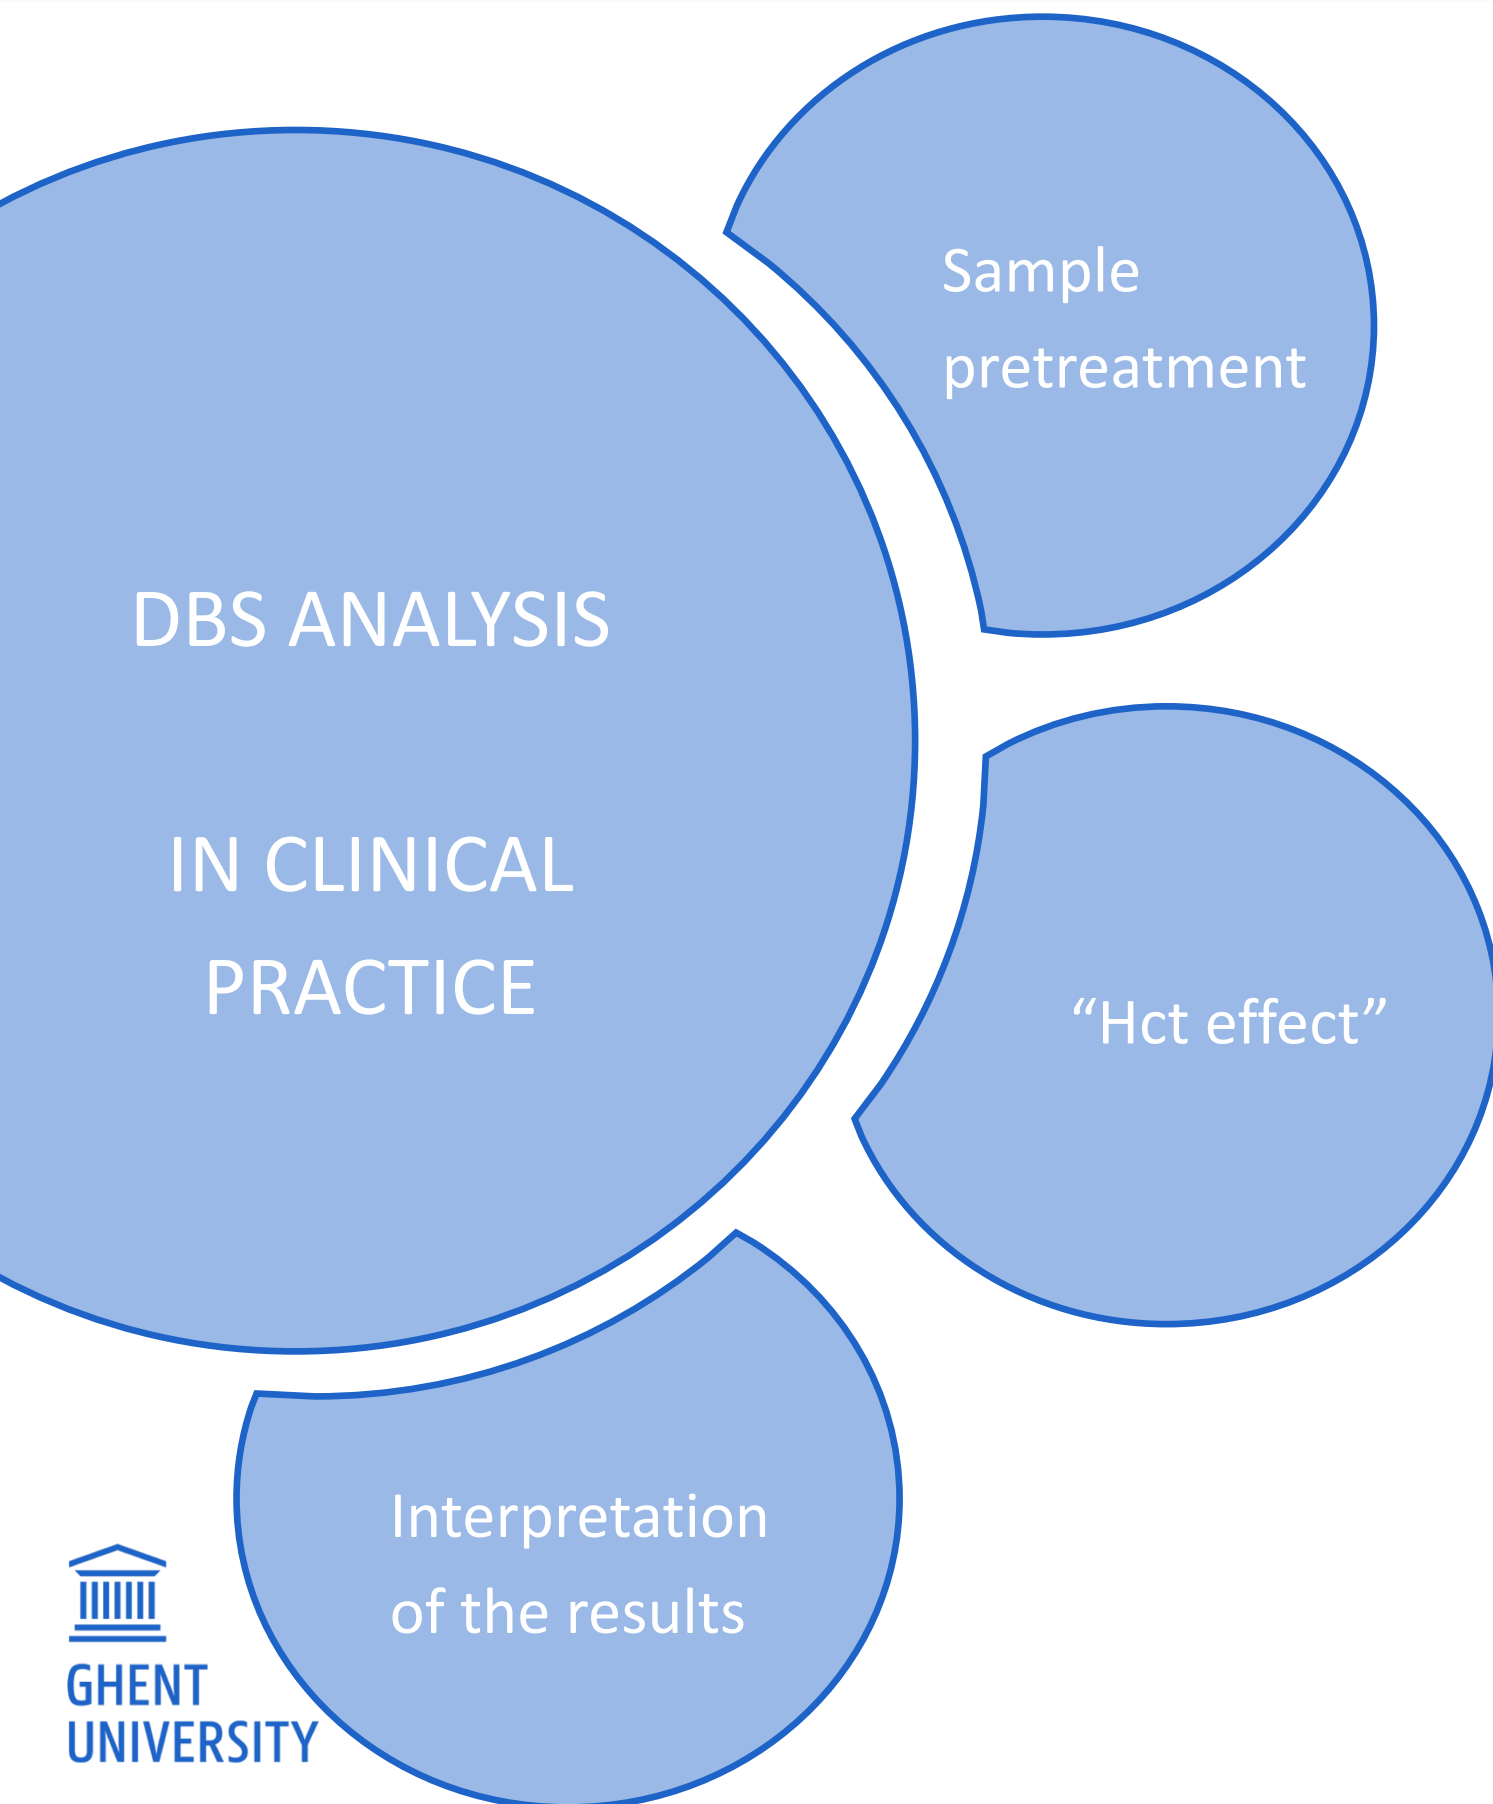 DBS ANALYSIS
IN CLINICAL
PRACTICE
Sample
pretreatment
“Hct effect”
Interpretation
of the results
GHENT
UNIVERSITY